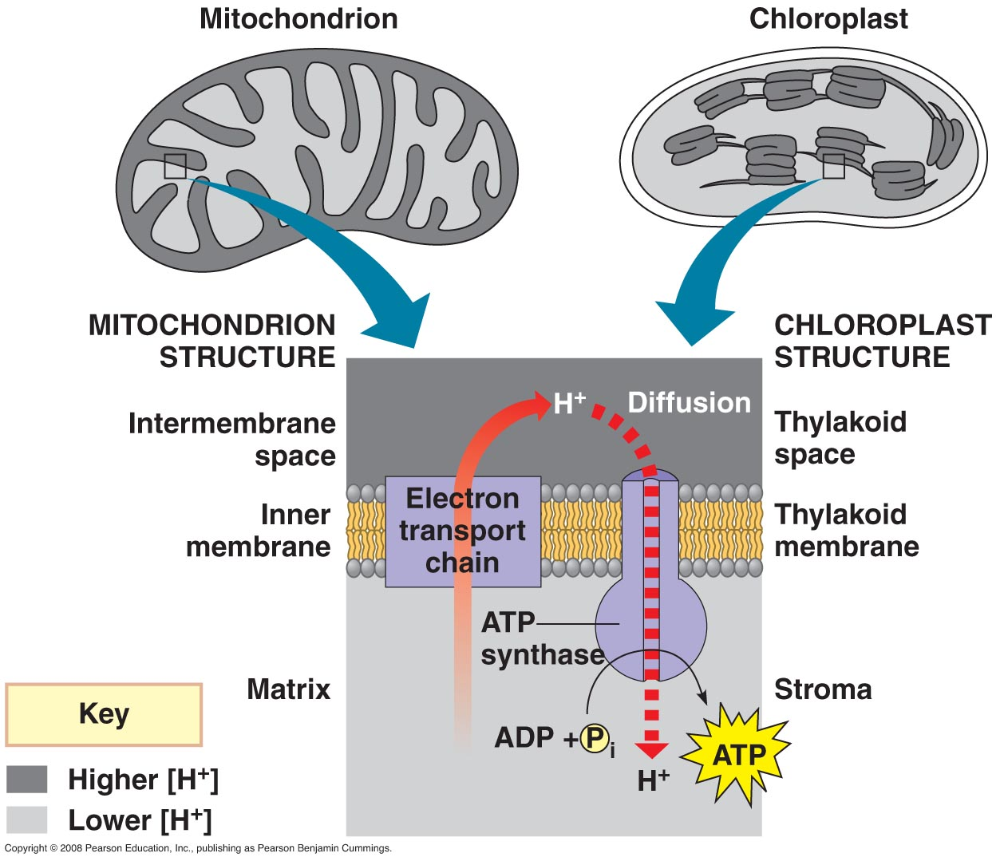 Mitochondrion
Chloroplast
MITOCHONDRION
STRUCTURE
CHLOROPLAST
STRUCTURE
H+
Diffusion
Intermembrane
space
Thylakoid
space
Electron
transport
chain
Inner
membrane
Thylakoid
membrane
ATP
synthase
Matrix
Stroma
ADP + Pi
H+
ATP
Key
Higher [H+]
Lower [H+]
Copyright © 2008 Pearson Education, Inc., publishing as Pearson Benjamin Cummings.